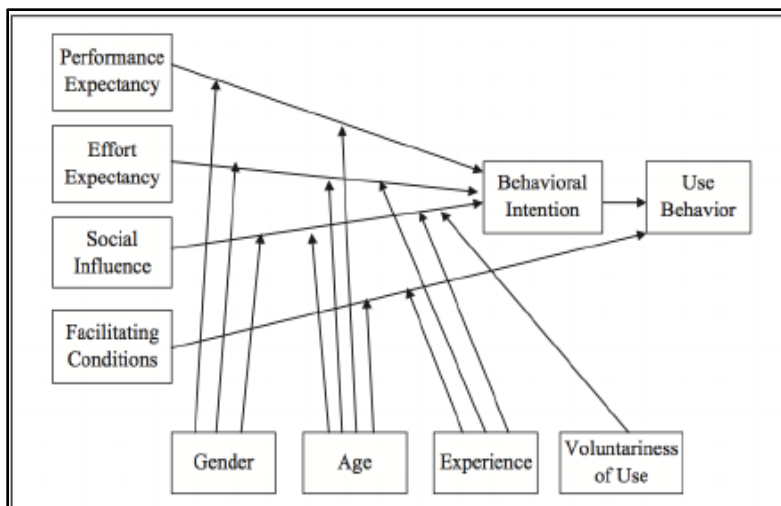 Performance
Expectancy
Effort
Expectancy
Social
Influence
Facilitating
Conditions
Behavioral
Intention
Use
Behavior
Gender
Age
Experience
Voluntariness
of Use